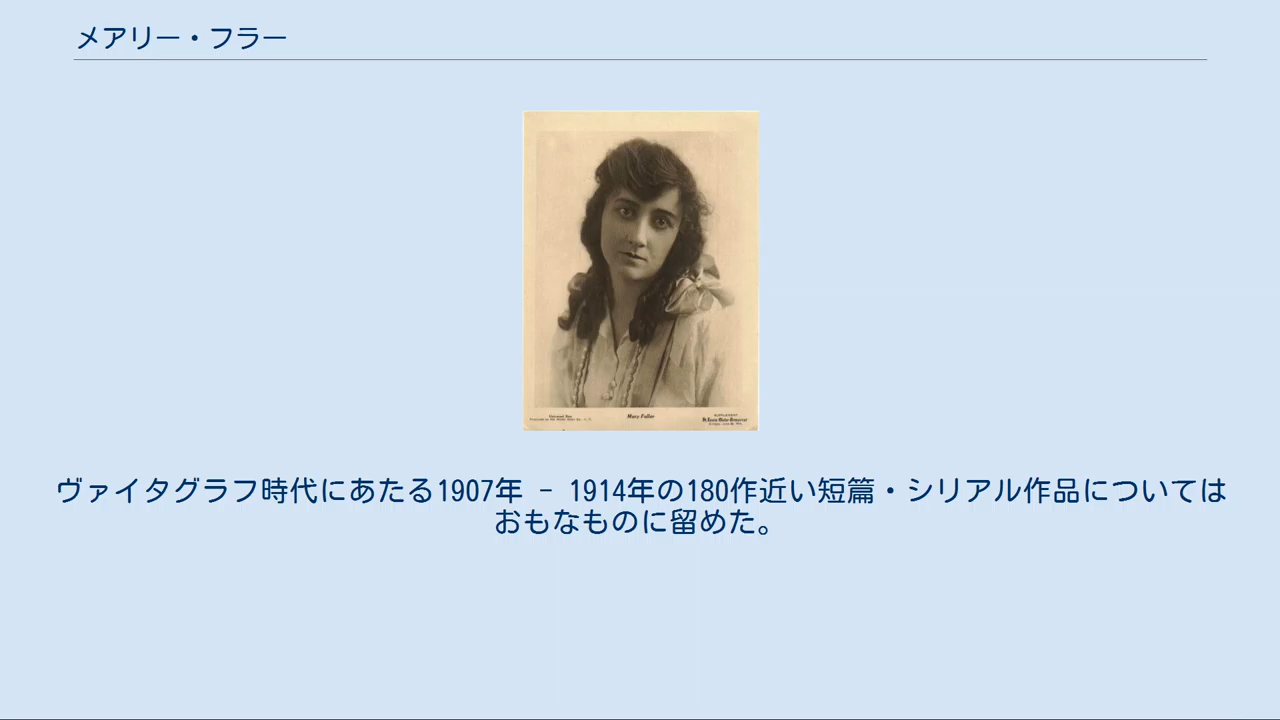 メアリー・フラー
Mary Fuller
SUPPLEMENT
ヴァイタグラフ時代にあたる1907年 - 1914年の180作近い短篇・シリアル作品については
おもなものに留めた。